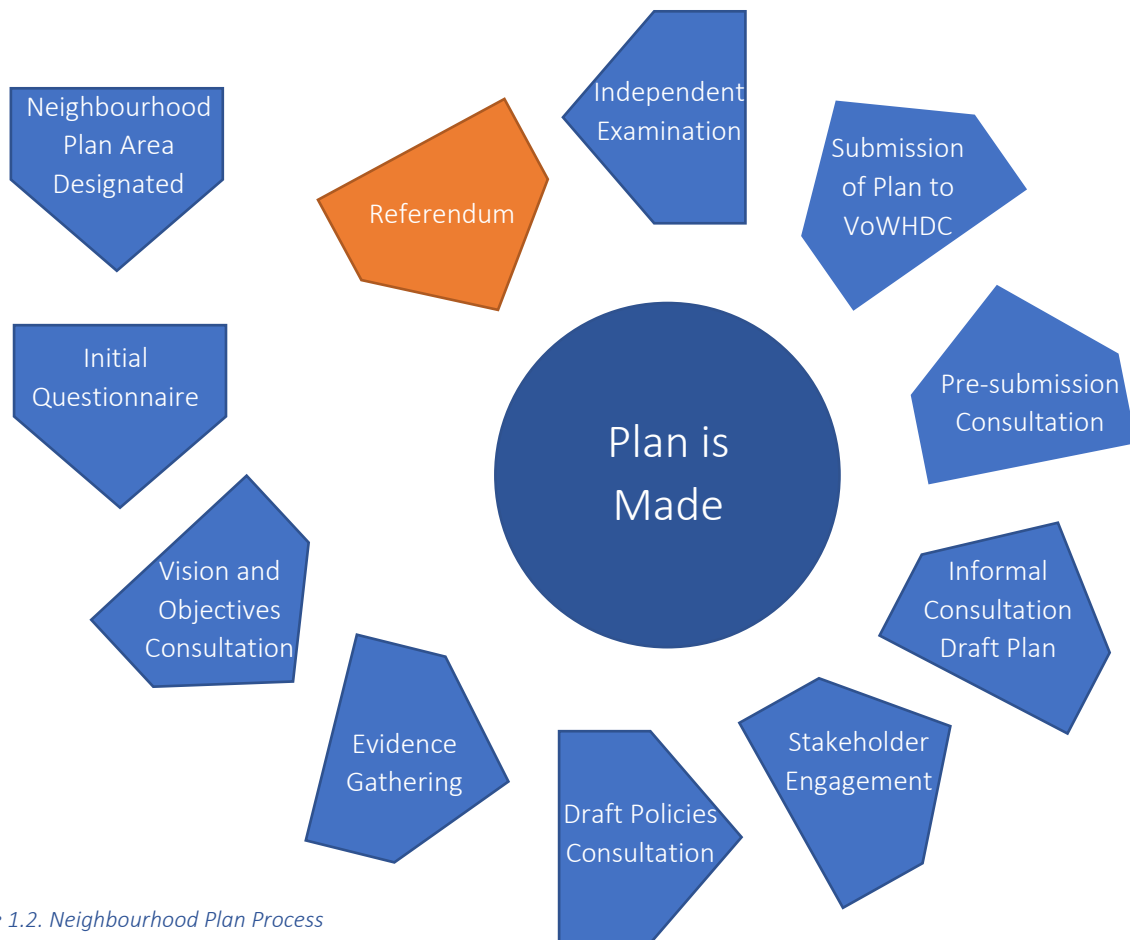 Neighbourhood
Plan Area
Designated
Initial
Questionnaire
Vision and
Objectives
Consultation
Evidence
Gathering
Draft Policies
Consultation
Stakeholder
Engagement
Informal
Consultation
Draft Plan
Pre-submission
Consultation
Submission
of Plan to
VoWHDC
Independent
Examination
Referendum
Plan is
Made
1.2. Neighbourhood Plan Process